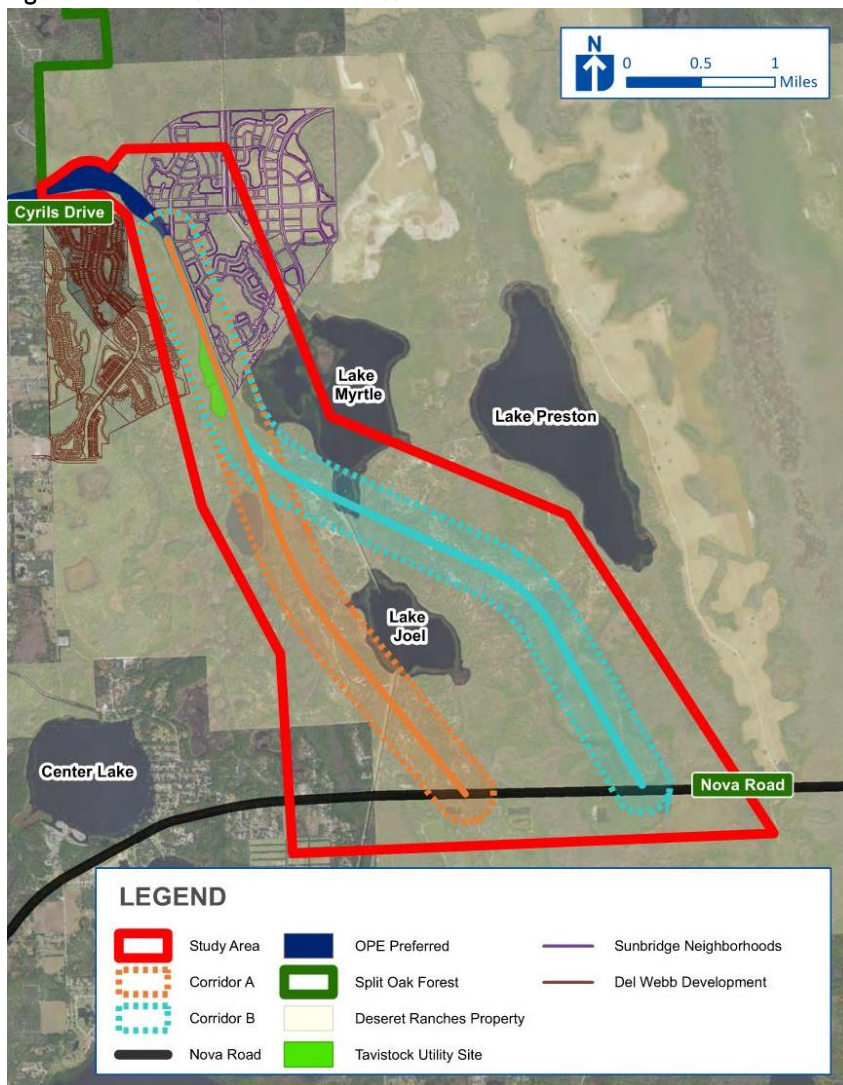 N
0 0.5 1
Miles
Cyrils Drive
Lake
Myrtle
Lake Preston
Lake
Joel
Center Lake
Nova Road
LEGEND
Study Area
Corridor A
Corridor B
Nova Road
OPE Preferred
Split Oak Forest
Deseret Ranches Property
Tavistock Utility Site
Sunbridge Neighborhoods
Del Webb Development